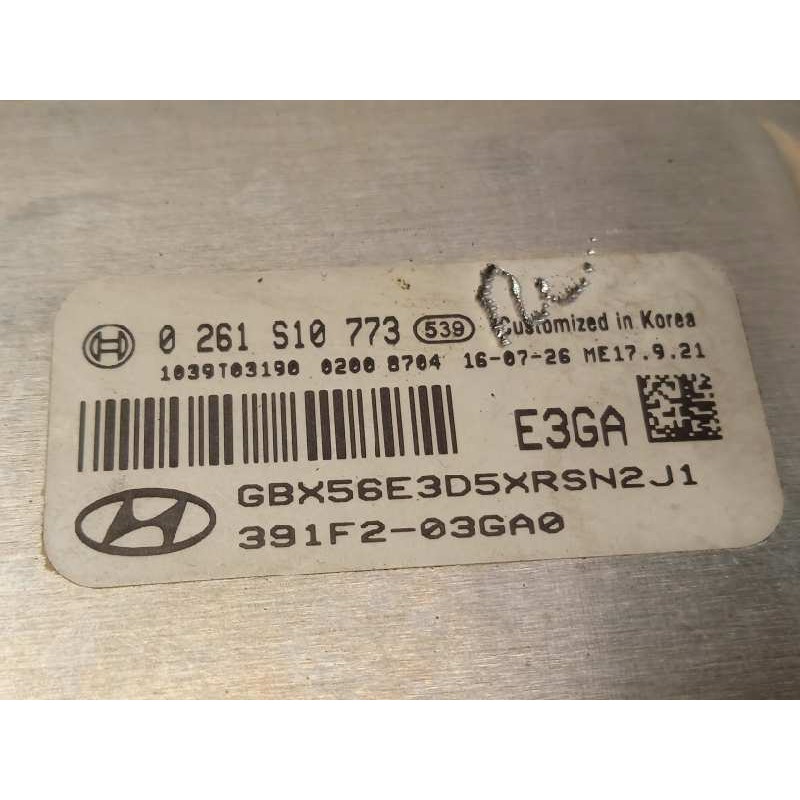 0 261 S10 773 539 Customized in Korea
1039T03190 0200 8704 16-07-26 ME17.9.21
E3GA
GBX56E3D5XRSN2J1
391F2-03GA0